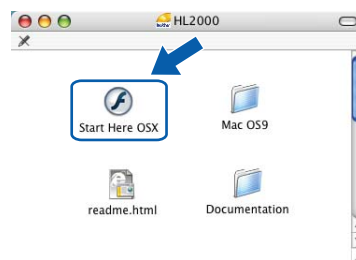 HL2000
Start Here OSX
Mac OS9
readme.html
Documentation